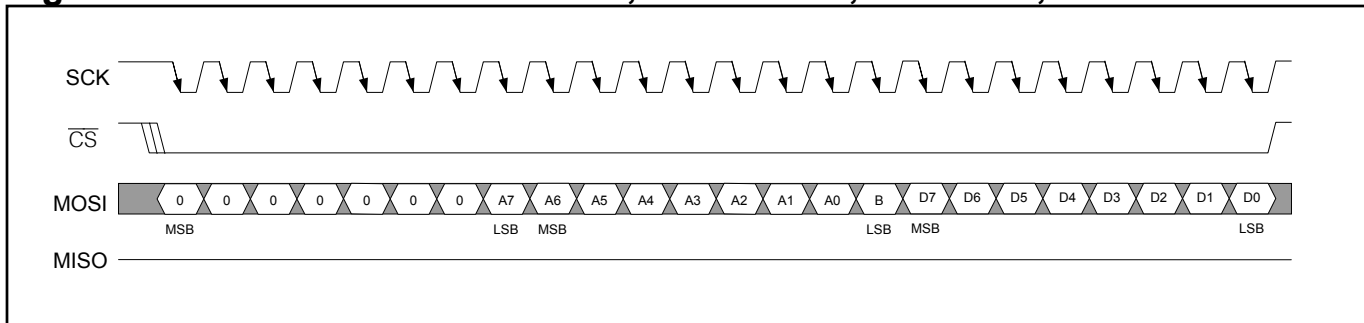 SCK
CS
MOSI 0 0 0 0 0 0 0 A7 A6 A5 A4 A3 A2 A1 A0 B D7 D6 D5 D4 D3 D2 D1 D0
MSB LSB MSB LSB MSB LSB
MISO